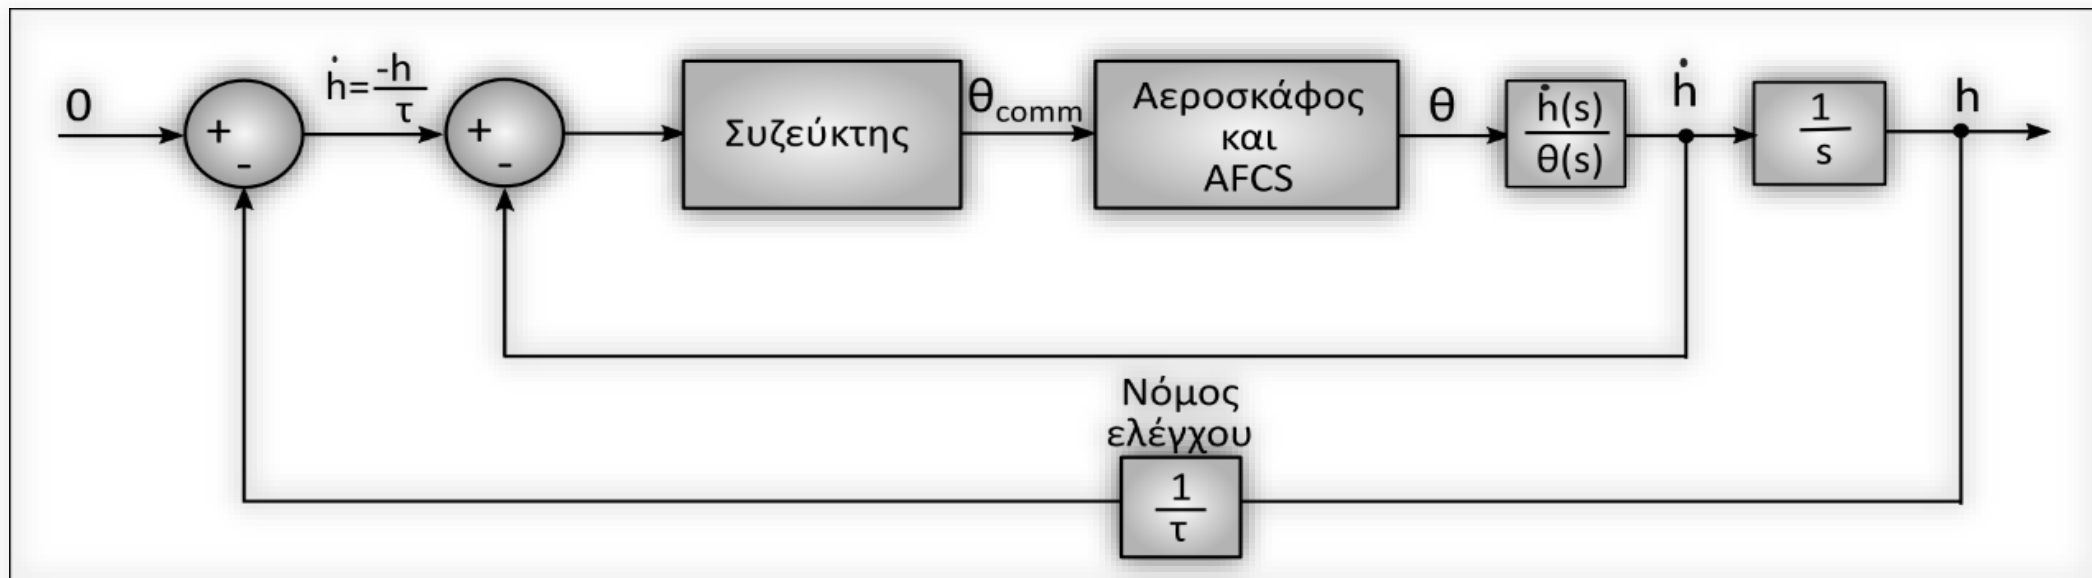 0
+
-
ḣ=-h/τ
+
-
Συζεύκτης
θcomm
Αεροσκάφος
και
AFCS
θ
ḣ(s)
θ(s)
ḣ
1
s
h
Νόμος
ελέγχου
1
τ